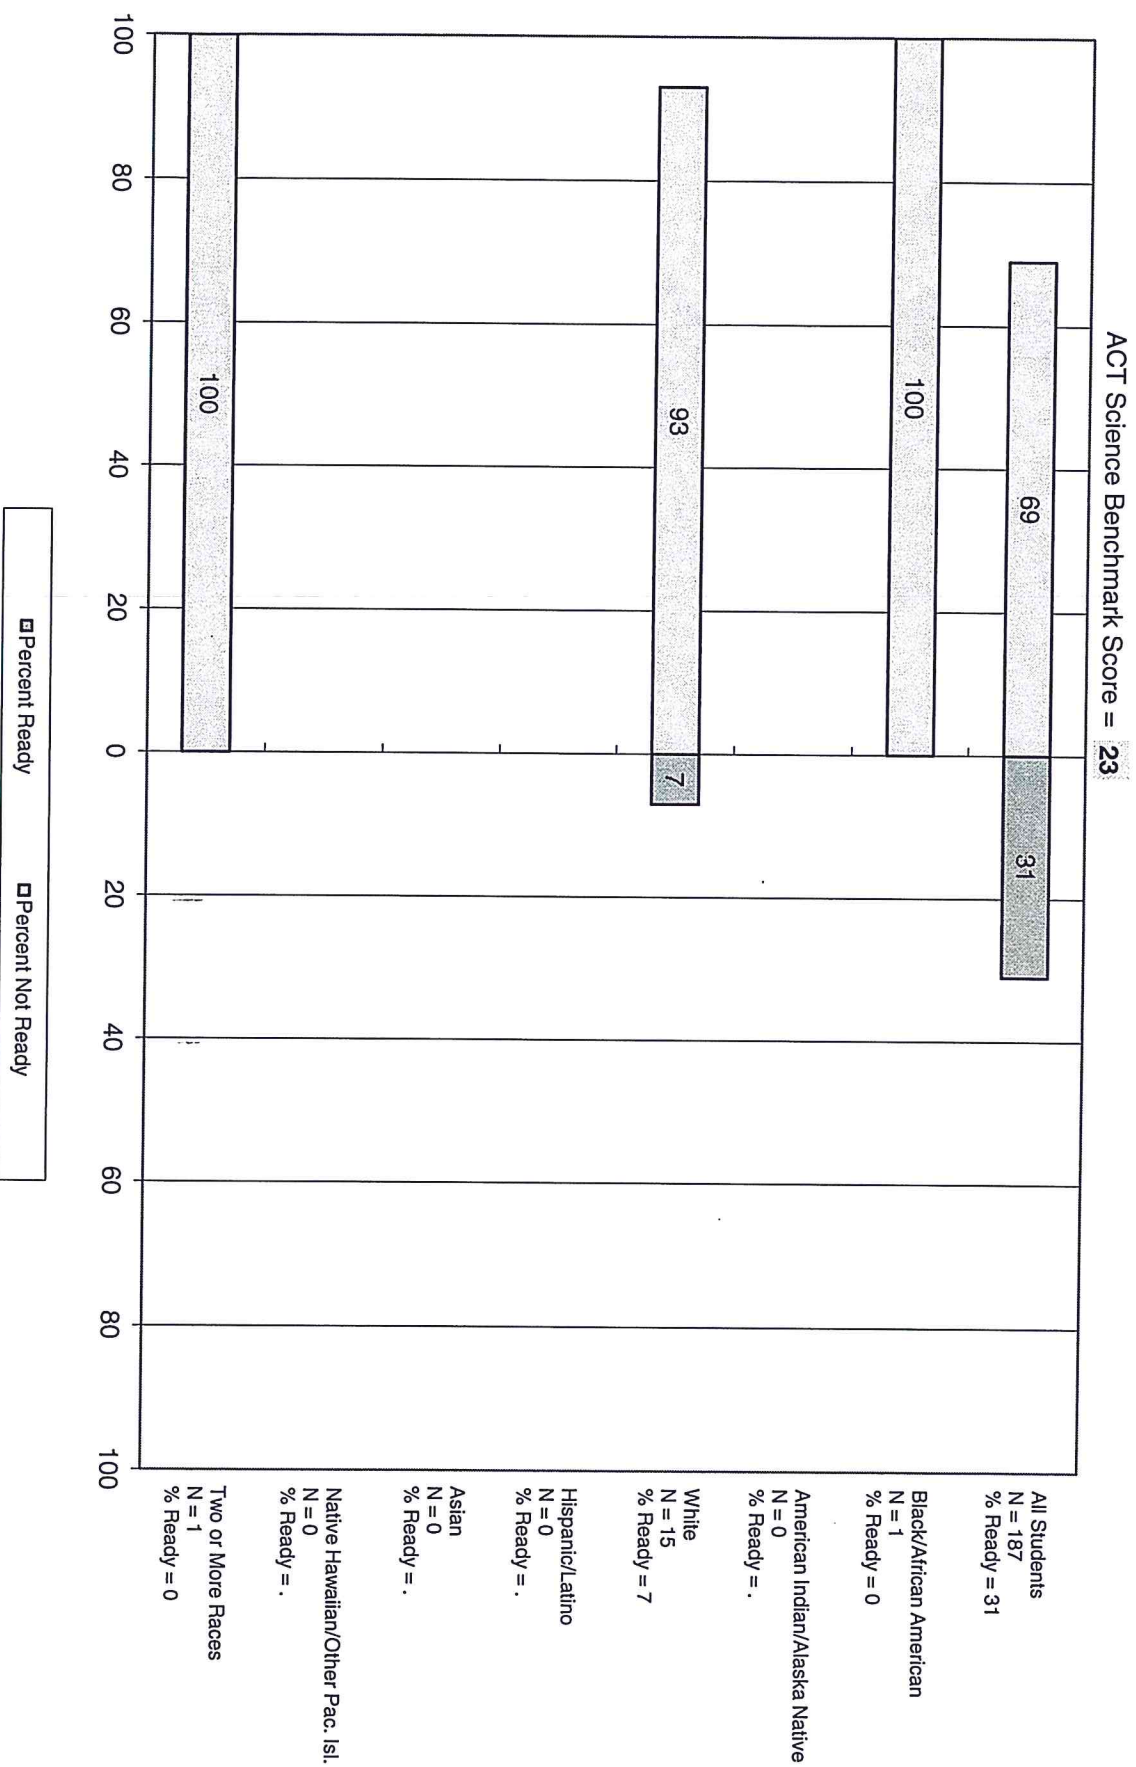 ACT Science Benchmark Score = 23
100
80
60
40
20
0
20
40
60
80
100
69
31
100
93
7
100
All Students
N = 187
% Ready = 31
Black/African American
N = 1
% Ready = 0
American Indian/Alaska Native
N = 0
% Ready = .
White
N = 15
% Ready = 7
Hispanic/Latino
N = 0
% Ready = .
Asian
N = 0
% Ready = .
Native Hawaiian/Other Pac. Isl.
N = 0
% Ready = .
Two or More Races
N = 1
% Ready = 0
Percent Ready
Percent Not Ready